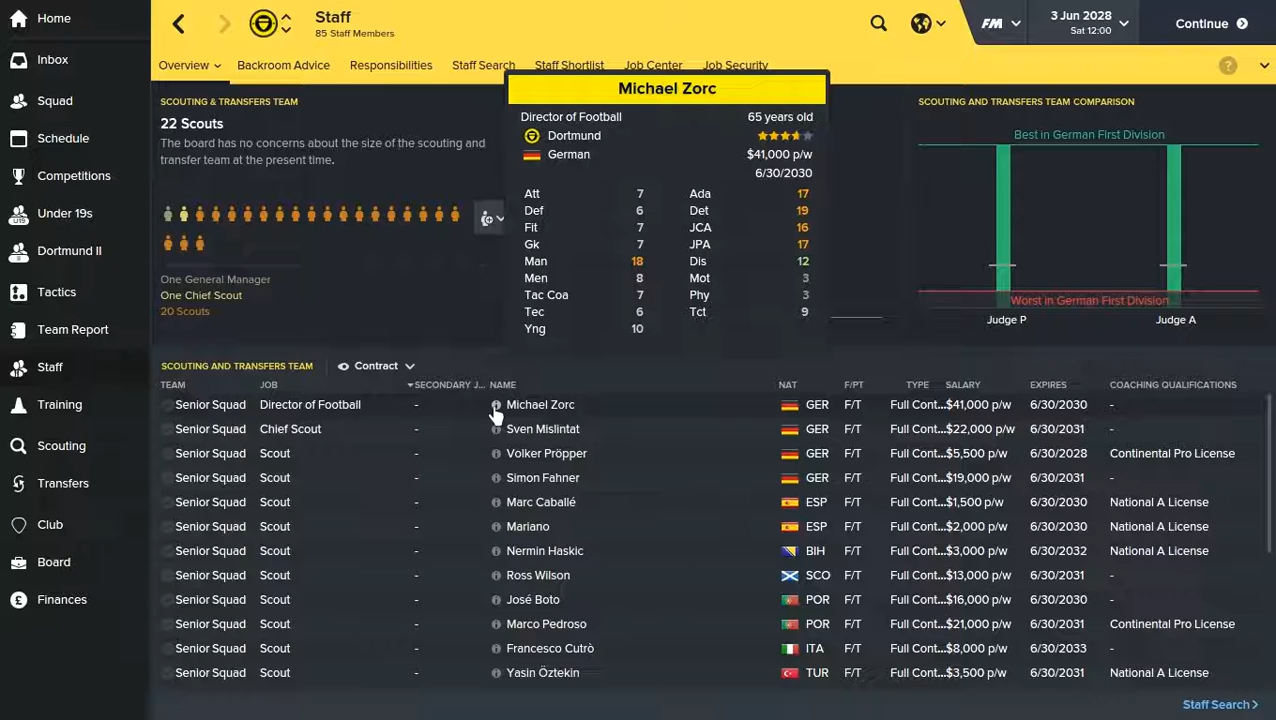 Home
Inbox
Squad
Schedule
Competitions
Under 19s
Dortmund II
Tactics
Team Report
Staff
Training
Scouting
Transfers
Club
Board
Finances
Staff
85 Staff Members
FM
3 Jun 2028
Sat 12:00
Continue
Overview Backroom Advice Responsibilities Staff Search Staff Shortlist Job Center Job Security
?
SCOUTING & TRANSFERS TEAM
22 Scouts
The board has no concerns about the size of the scouting and
transfer team at the present time.
One General Manager
One Chief Scout
20 Scouts
Michael Zorc
Director of Football 65 years old
Dortmund
German $41,000 p/w
6/30/2030
Att 7 Ada 17
Def 6 Det 19
Fit 7 JCA 16
Gk 7 JPA 17
Man 18 Dis 12
Men 8 Mot 3
Tac Coa 7 Phy 3
Tec 6 Tct 9
Yng 10
SCOUTING AND TRANSFERS TEAM COMPARISON
Best in German First Division
Worst in German First Division
Judge P Judge A
SCOUTING AND TRANSFERS TEAM Contract
TEAM JOB SECONDARY J... NAME NAT F/PT TYPE SALARY EXPIRES COACHING QUALIFICATIONS
Senior Squad Director of Football - Michael Zorc GER F/T Full Cont... $41,000 p/w 6/30/2030 -
Senior Squad Chief Scout - Sven Mislintat GER F/T Full Cont... $22,000 p/w 6/30/2031 -
Senior Squad Scout - Volker Pröpper GER F/T Full Cont... $5,500 p/w 6/30/2028 Continental Pro License
Senior Squad Scout - Simon Fahner GER F/T Full Cont... $19,000 p/w 6/30/2031 -
Senior Squad Scout - Marc Caballé ESP F/T Full Cont... $1,500 p/w 6/30/2030 National A License
Senior Squad Scout - Mariano ESP F/T Full Cont... $2,000 p/w 6/30/2030 National A License
Senior Squad Scout - Nermin Haskic BIH F/T Full Cont... $3,000 p/w 6/30/2032 National A License
Senior Squad Scout - Ross Wilson SCO F/T Full Cont... $13,000 p/w 6/30/2031 -
Senior Squad Scout - José Boto POR F/T Full Cont... $16,000 p/w 6/30/2030 -
Senior Squad Scout - Marco Pedroso POR F/T Full Cont... $21,000 p/w 6/30/2031 Continental Pro License
Senior Squad Scout - Francesco Cutrò ITA F/T Full Cont... $8,000 p/w 6/30/2033 -
Senior Squad Scout - Yasin Öztekin TUR F/T Full Cont... $3,500 p/w 6/30/2031 National A License
Staff Search >